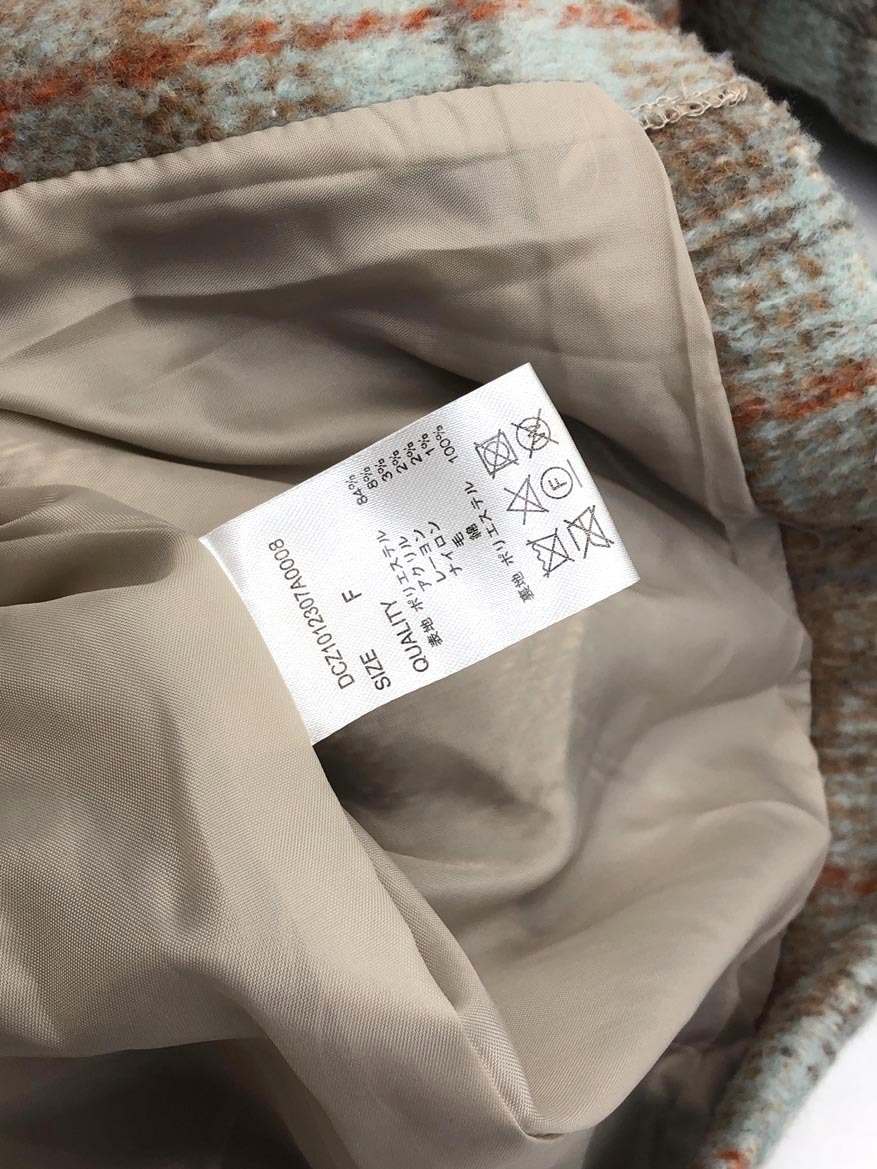 DCZ1012307A0008
SIZE F
QUALITY
表地 ポリエステル 84%
アクリル 8%
レーヨン 3%
ナイロン 2%
毛 2%
綿 1%
裏地 ポリエステル 100%
F W